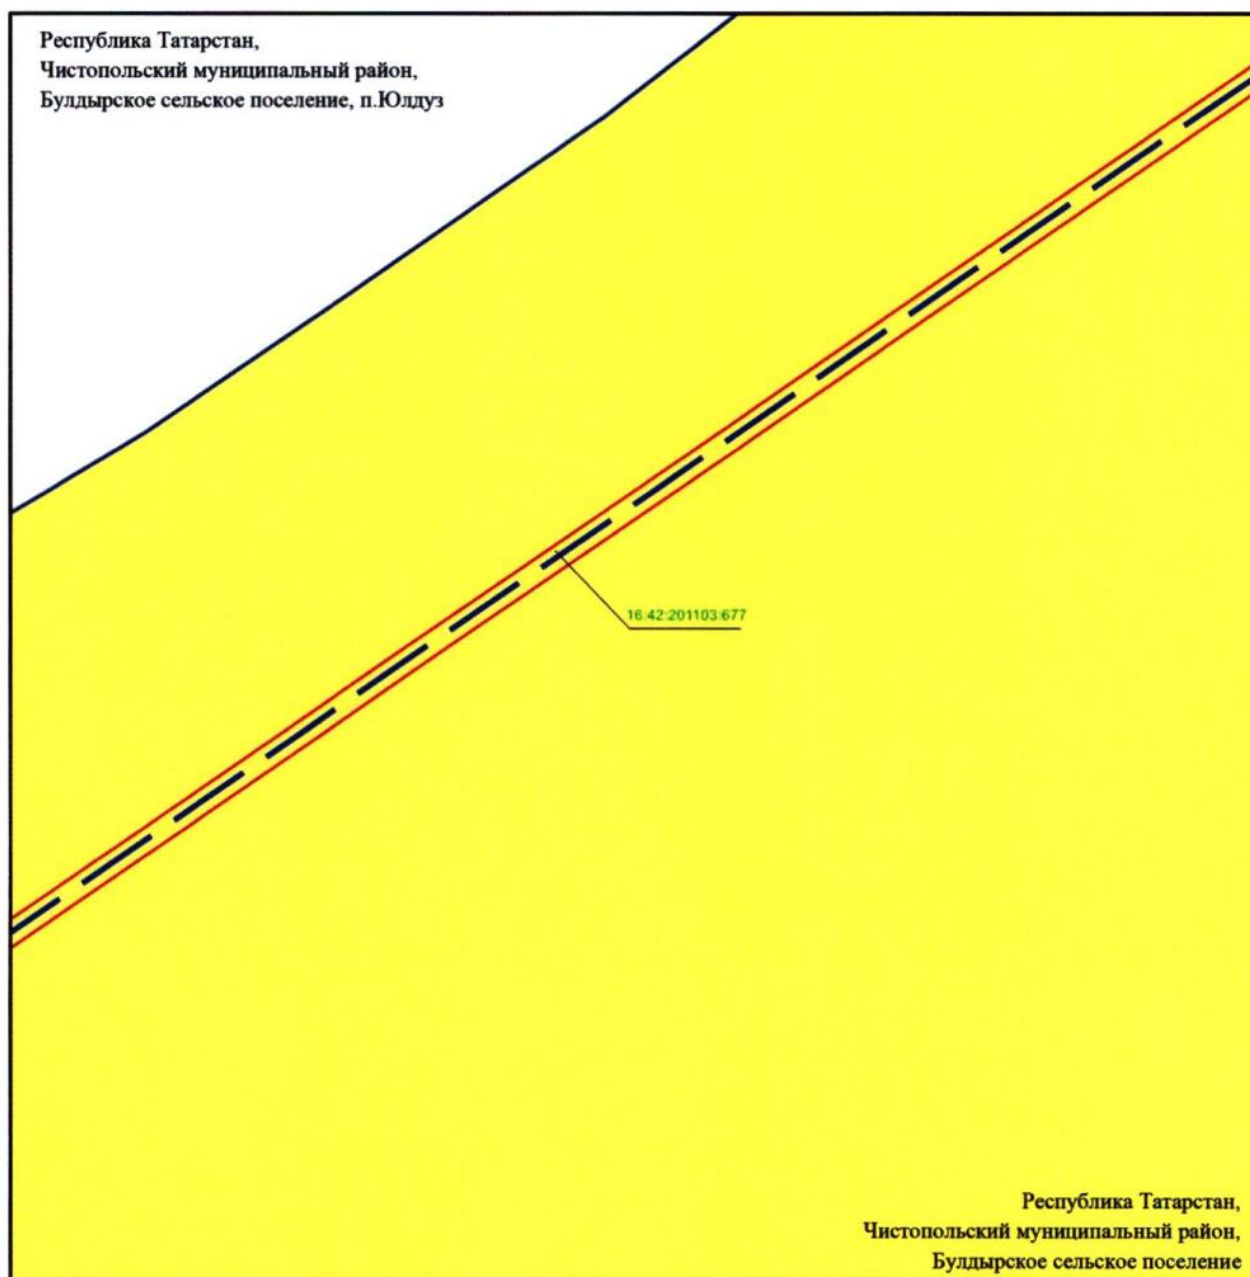 Республика Татарстан,
Чистопольский муниципальный район,
Булдырское сельское поселение, п.Юлдуз
16:42:201103:677
Республика Татарстан,
Чистопольский муниципальный район,
Булдырское сельское поселение